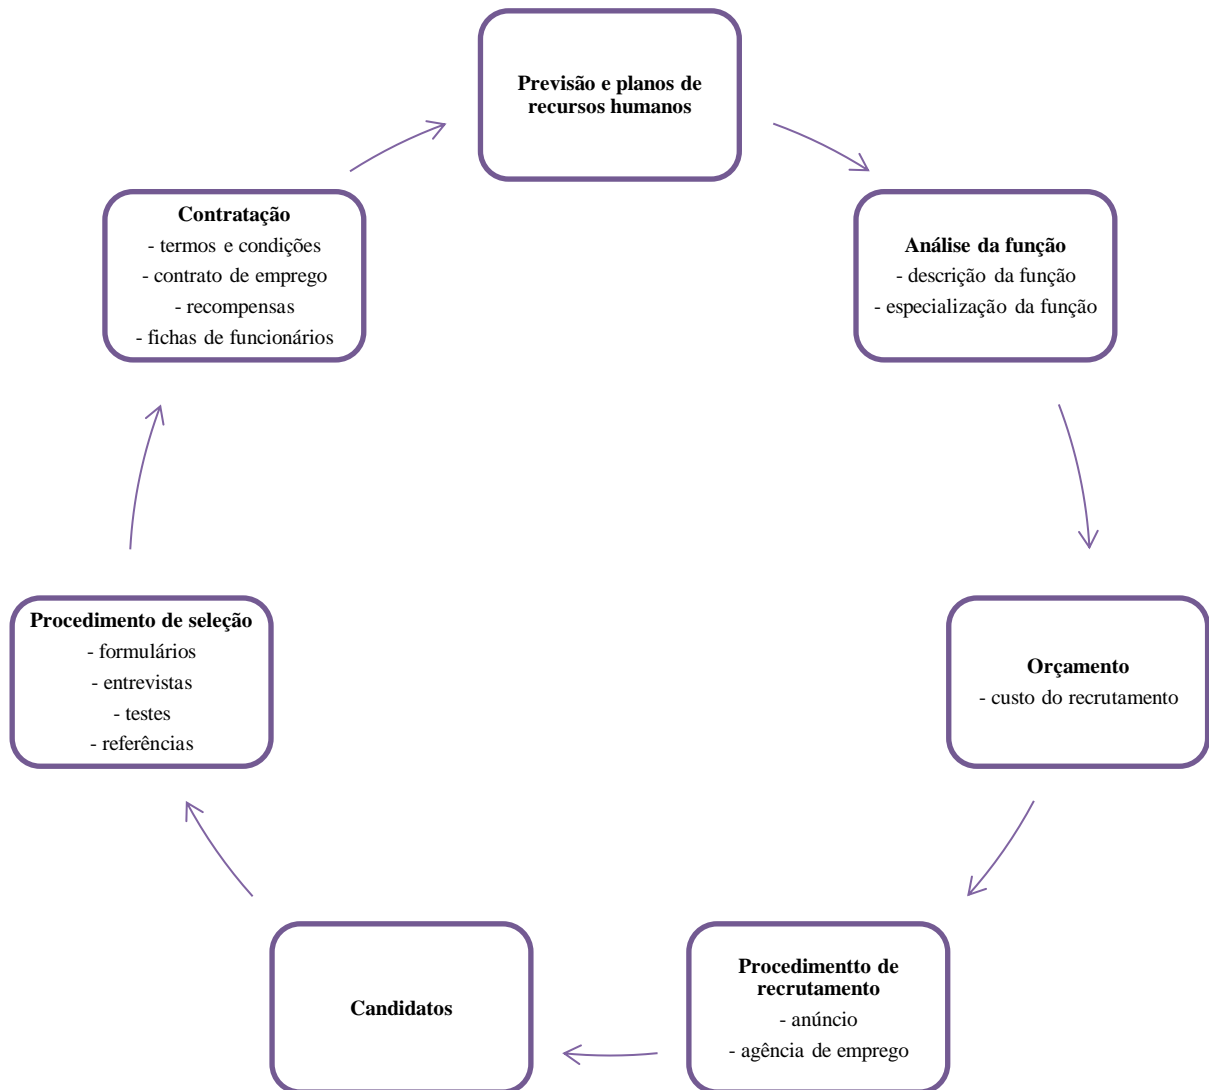 Previsão e planos de
recursos humanos
Análise da função
- descrição da função
- especialização da função
Orçamento
- custo do recrutamento
Procedimentto de
recrutamento
- anúncio
- agência de emprego
Candidatos
Procedimento de seleção
- formulários
- entrevistas
- testes
- referências
Contratação
- termos e condições
- contrato de emprego
- recompensas
- fichas de funcionários